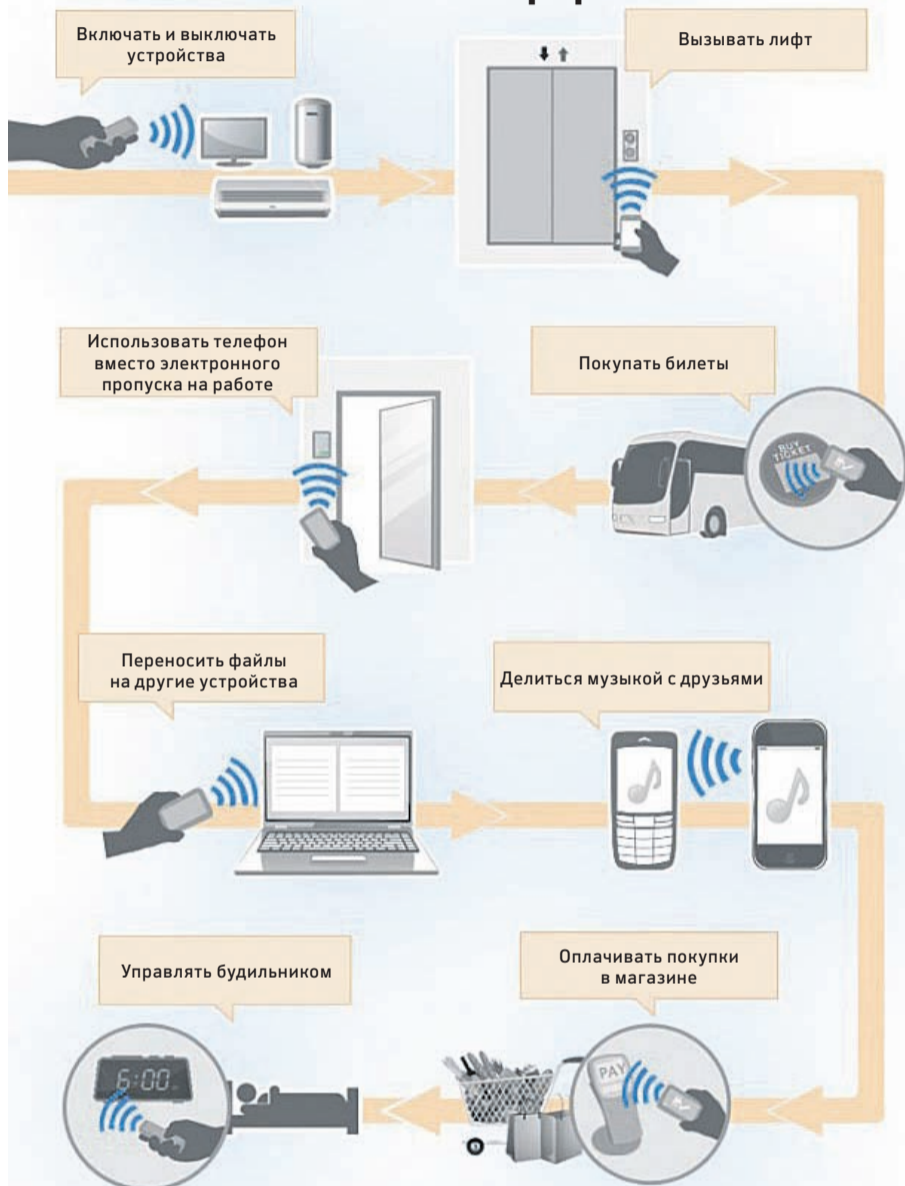 Включать и выключать
устройства
Вызывать лифт
Использовать телефон
вместо электронного
пропуска на работе
Покупать билеты
BUY
TICKET
Переносить файлы
на другие устройства
Делиться музыкой с друзьями
Управлять будильником
6:00
Оплачивать покупки
в магазине
PAY